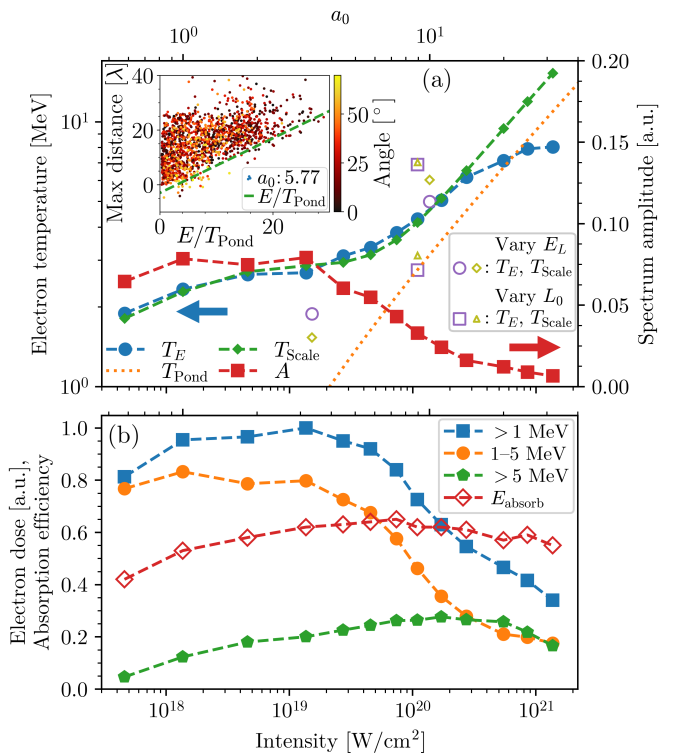 a₀
10⁰ 10¹
(a)
Electron temperature [MeV]
10¹
10⁰
Spectrum amplitude [a.u.]
0.20
0.15
0.10
0.05
0.00
Max distance [λ]
40
20
0
a₀: 5.77
E/T_Pond
0 20
E/T_Pond
Angle [°]
50
25
0
Vary E_L
: T_E, T_Scale
Vary L₀
: T_E, T_Scale
T_E T_Scale
T_Pond A
(b)
Electron dose [a.u.],
Absorption efficiency
1.0
0.8
0.6
0.4
0.2
0.0
> 1 MeV
1–5 MeV
> 5 MeV
E_absorb
10¹⁸ 10¹⁹ 10²⁰ 10²¹
Intensity [W/cm²]